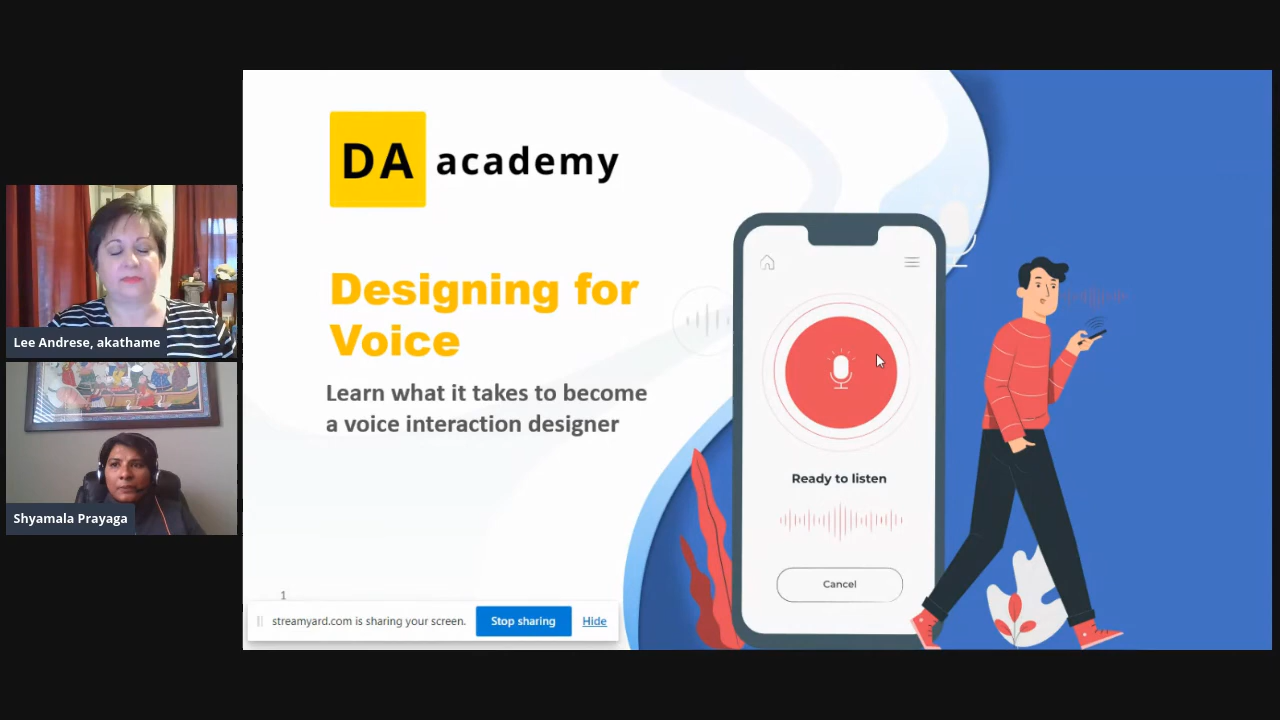 DA academy
Designing for
Voice
Learn what it takes to become
a voice interaction designer
Ready to listen
Cancel
1
streamyard.com is sharing your screen. Stop sharing Hide
Lee Andrese, akathame
Shyamala Prayaga